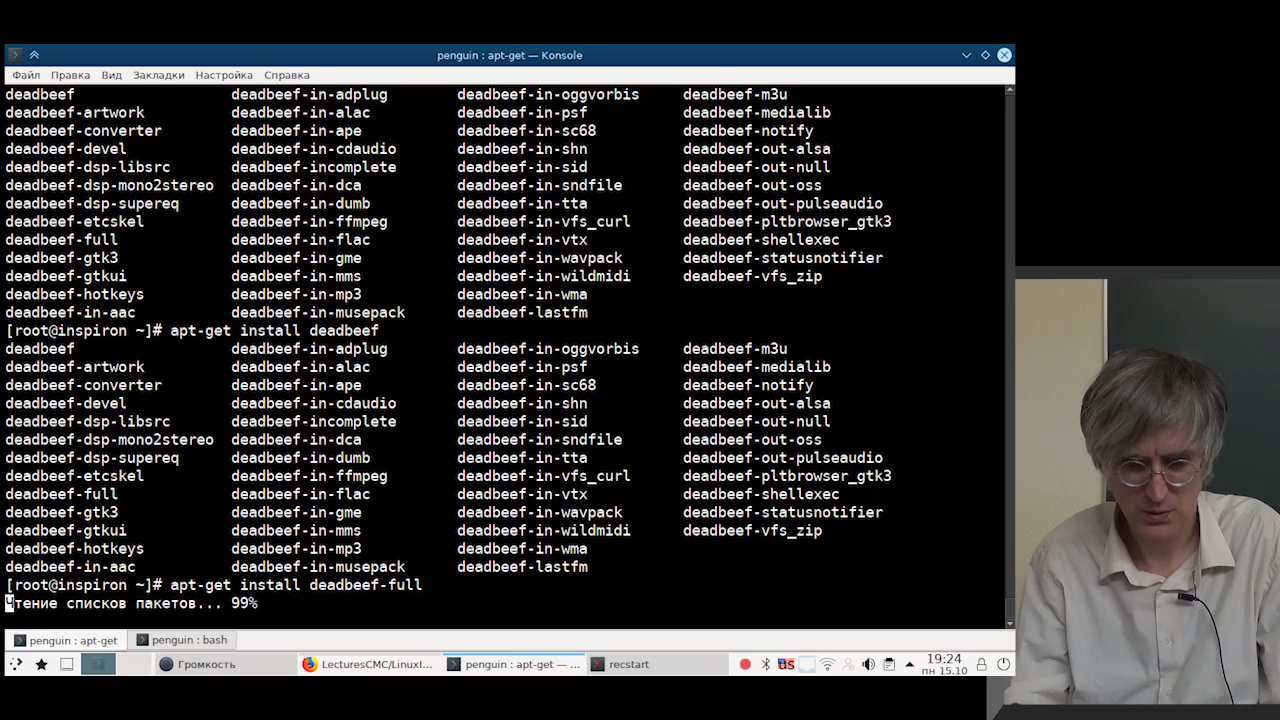 penguin : apt-get — Konsole
Файл Правка Вид Закладки Настройка Справка
deadbeef deadbeef-in-adplug deadbeef-in-oggvorbis deadbeef-m3u
deadbeef-artwork deadbeef-in-alac deadbeef-in-psf deadbeef-medialib
deadbeef-converter deadbeef-in-ape deadbeef-in-sc68 deadbeef-notify
deadbeef-devel deadbeef-in-cdaudio deadbeef-in-shn deadbeef-out-alsa
deadbeef-dsp-libsrc deadbeef-incomplete deadbeef-in-sid deadbeef-out-null
deadbeef-dsp-mono2stereo deadbeef-in-dca deadbeef-in-sndfile deadbeef-out-oss
deadbeef-dsp-supereq deadbeef-in-dumb deadbeef-in-tta deadbeef-out-pulseaudio
deadbeef-etcskel deadbeef-in-ffmpeg deadbeef-in-vfs_curl deadbeef-pltbrowser_gtk3
deadbeef-full deadbeef-in-flac deadbeef-in-vtx deadbeef-shellexec
deadbeef-gtk3 deadbeef-in-gme deadbeef-in-wavpack deadbeef-statusnotifier
deadbeef-gtkui deadbeef-in-mms deadbeef-in-wildmidi deadbeef-vfs_zip
deadbeef-hotkeys deadbeef-in-mp3 deadbeef-in-wma
deadbeef-in-aac deadbeef-in-musepack deadbeef-lastfm
[root@inspiron ~]# apt-get install deadbeef
deadbeef deadbeef-in-adplug deadbeef-in-oggvorbis deadbeef-m3u
deadbeef-artwork deadbeef-in-alac deadbeef-in-psf deadbeef-medialib
deadbeef-converter deadbeef-in-ape deadbeef-in-sc68 deadbeef-notify
deadbeef-devel deadbeef-in-cdaudio deadbeef-in-shn deadbeef-out-alsa
deadbeef-dsp-libsrc deadbeef-incomplete deadbeef-in-sid deadbeef-out-null
deadbeef-dsp-mono2stereo deadbeef-in-dca deadbeef-in-sndfile deadbeef-out-oss
deadbeef-dsp-supereq deadbeef-in-dumb deadbeef-in-tta deadbeef-out-pulseaudio
deadbeef-etcskel deadbeef-in-ffmpeg deadbeef-in-vfs_curl deadbeef-pltbrowser_gtk3
deadbeef-full deadbeef-in-flac deadbeef-in-vtx deadbeef-shellexec
deadbeef-gtk3 deadbeef-in-gme deadbeef-in-wavpack deadbeef-statusnotifier
deadbeef-gtkui deadbeef-in-mms deadbeef-in-wildmidi deadbeef-vfs_zip
deadbeef-hotkeys deadbeef-in-mp3 deadbeef-in-wma
deadbeef-in-aac deadbeef-in-musepack deadbeef-lastfm
[root@inspiron ~]# apt-get install deadbeef-full
Чтение списков пакетов... 99%
penguin : apt-get penguin : bash
Громкость LecturesCMC/LinuxI... penguin : apt-get — ... recstart us 19:24
пн 15.10